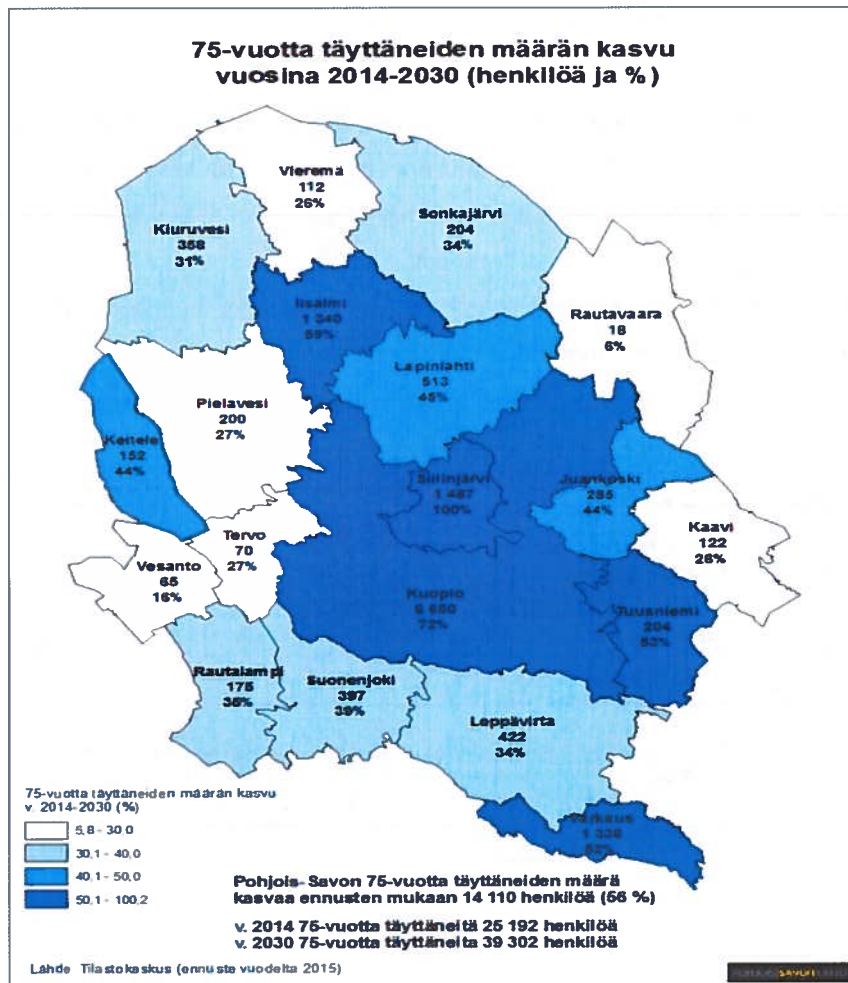 75-vuotta täyttäneiden määrän kasvu
vuosina 2014-2030 (henkilöä ja %)
Vieremä
112
26%
Sonkajärvi
204
34%
Kiuruvesi
358
31%
Iisalmi
1 340
59%
Rautavaara
18
6%
Lapinlahti
513
45%
Pielavesi
200
27%
Keitele
152
44%
Siilinjärvi
1 487
100%
Juankoski
285
44%
Kaavi
122
26%
Tervo
70
27%
Vesanto
65
16%
Kuopio
6 650
72%
Tuusniemi
204
53%
Rautalampi
175
35%
Suonenjoki
397
39%
Leppävirta
422
34%
Varkaus
1 338
52%
75-vuotta täyttäneiden määrän kasvu
v. 2014-2030 (%)
5,8 - 30,0
30,1 - 40,0
40,1 - 50,0
50,1 - 100,2
Pohjois-Savon 75-vuotta täyttäneiden määrä
kasvaa ennusten mukaan 14 110 henkilöä (56 %)
v. 2014 75-vuotta täyttäneitä 25 192 henkilöä
v. 2030 75-vuotta täyttäneitä 39 302 henkilöä
Lähde Tilastokeskus (ennuste vuodelta 2015)